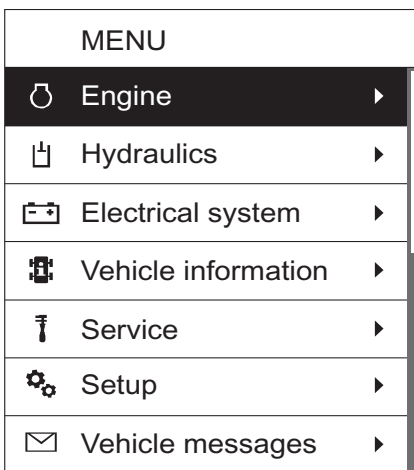 MENU
Engine
Hydraulics
Electrical system
Vehicle information
Service
Setup
Vehicle messages